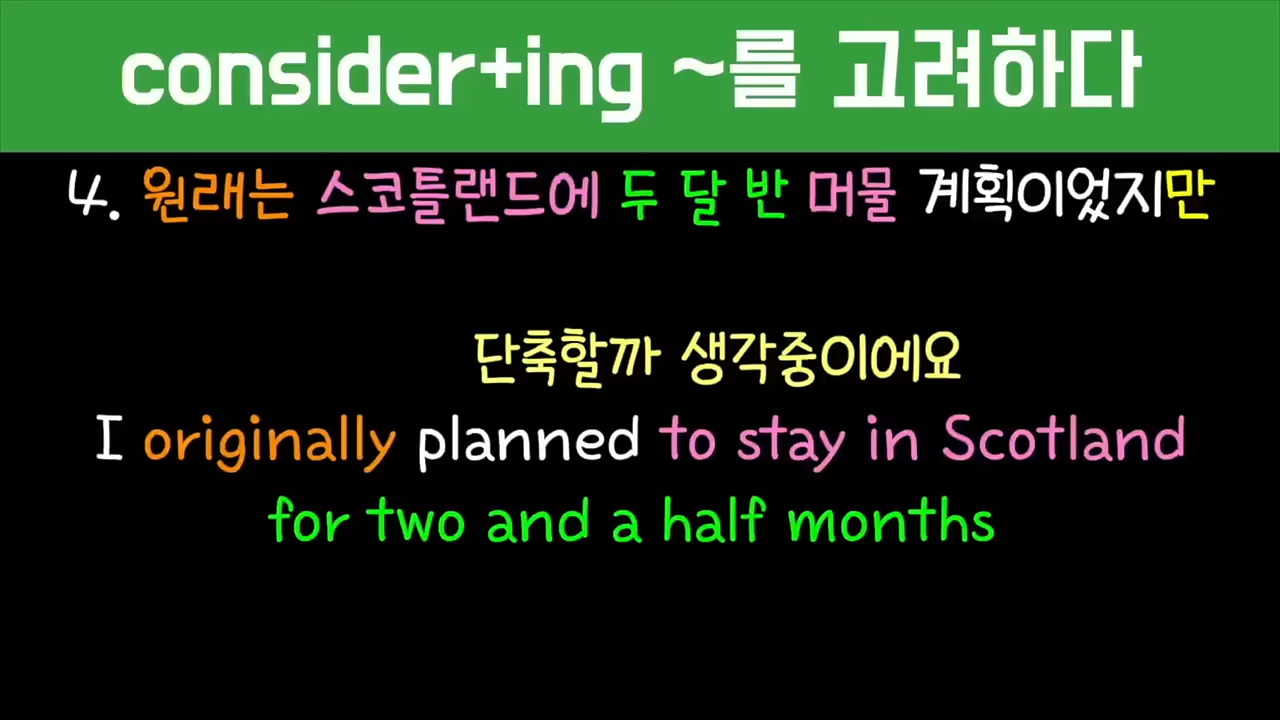 consider+ing ~를 고려하다
4. 원래는 스코틀랜드에 두 달 반 머물 계획이었지만
단축할까 생각중이에요
I originally planned to stay in Scotland
for two and a half months